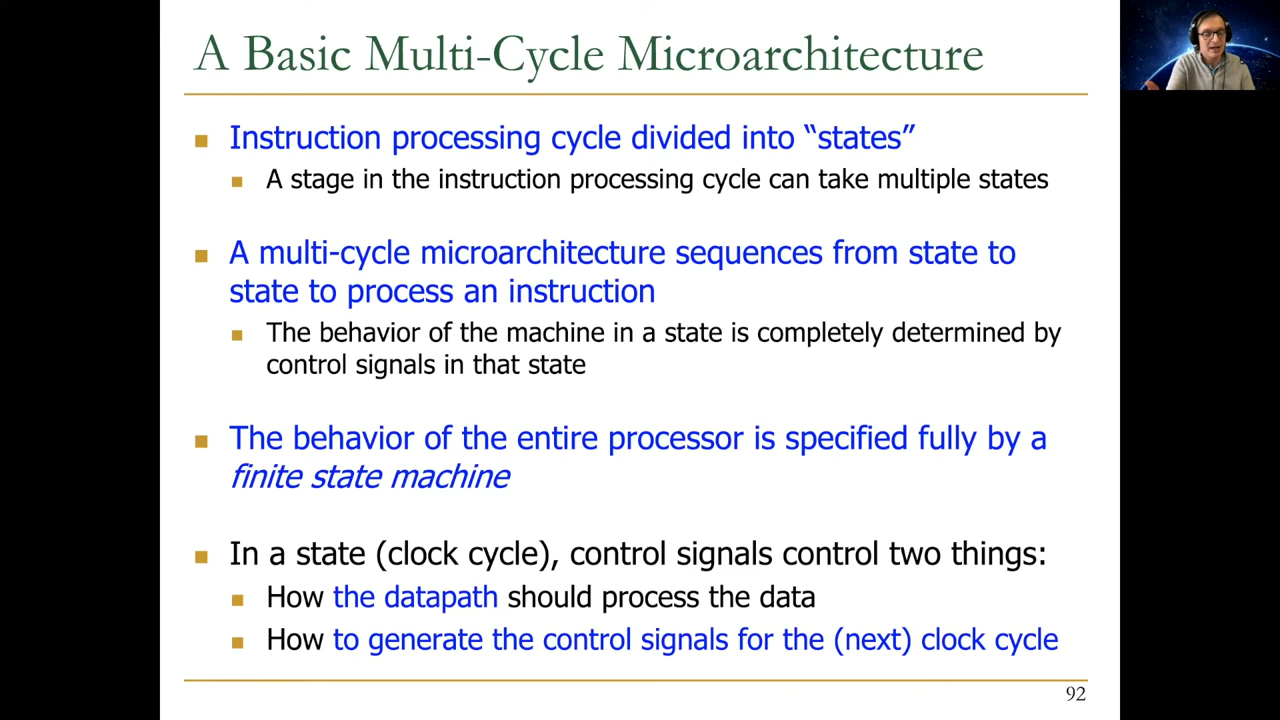 A Basic Multi-Cycle Microarchitecture
Instruction processing cycle divided into “states”
A stage in the instruction processing cycle can take multiple states
A multi-cycle microarchitecture sequences from state to
state to process an instruction
The behavior of the machine in a state is completely determined by
control signals in that state
The behavior of the entire processor is specified fully by a
finite state machine
In a state (clock cycle), control signals control two things:
How the datapath should process the data
How to generate the control signals for the (next) clock cycle
92